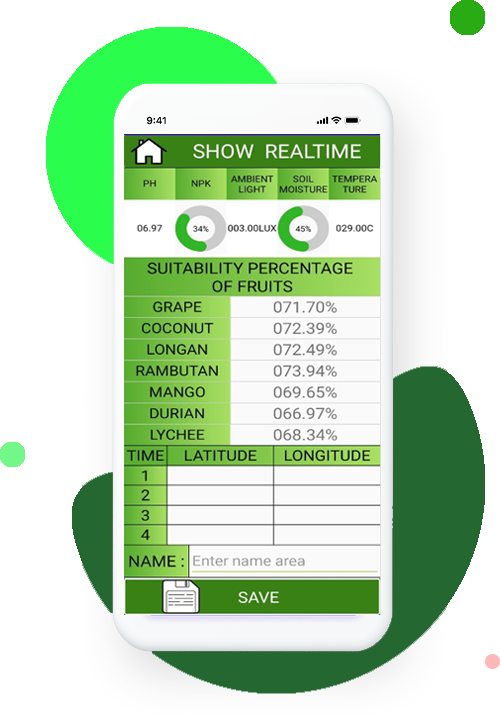 9:41
SHOW REALTIME
PH NPK AMBIENT LIGHT SOIL MOISTURE TEMPERA TURE
06.97 34% 003.00LUX 45% 029.00C
SUITABILITY PERCENTAGE
OF FRUITS
GRAPE 071.70%
COCONUT 072.39%
LONGAN 072.49%
RAMBUTAN 073.94%
MANGO 069.65%
DURIAN 066.97%
LYCHEE 068.34%
TIME LATITUDE LONGITUDE
1
2
3
4
NAME : Enter name area
SAVE